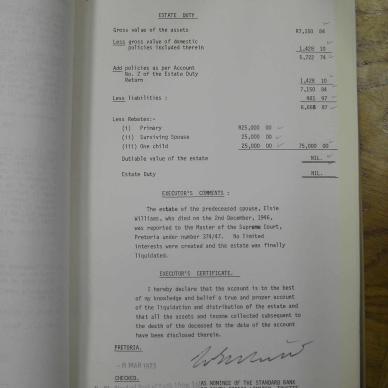 ESTATE DUTY
Gross value of the assets R7,150 84
Less gross value of domestic
policies included therein 1,428 10
5,722 74
Add policies as per Account
No. 2 of the Estate Duty
Return 1,428 10
7,150 84
Less liabilities : 481 97
6,668 87
Less Rebates:-
(i) Primary R25,000 00
(ii) Surviving Spouse 25,000 00
(iii) One child 25,000 00 75,000 00
Dutiable value of the estate NIL.
Estate Duty NIL.
EXECUTOR'S COMMENTS :
The estate of the predeceased spouse, Elsie
Williams, who died on the 2nd December, 1946,
was reported to the Master of the Supreme Court,
Pretoria under number 374/47. No limited
interests were created and the estate was finally
liquidated.
EXECUTOR'S CERTIFICATE.
I hereby declare that the account is to the best
of my knowledge and belief a true and proper account
of the liquidation and distribution of the estate and
that all the assets and income collected subsequent to
the death of the deceased to the date of the account
have been disclosed therein.
PRETORIA.
-8 MAR 1973
CHECKED.
AS NOMINEE OF THE STANDARD BANK